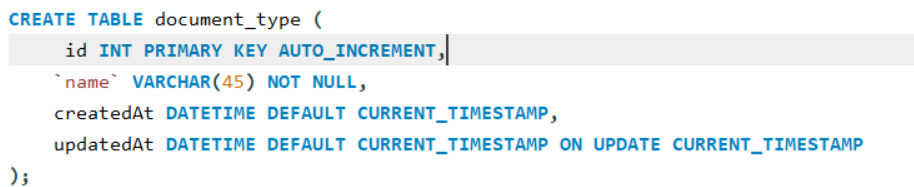 CREATE TABLE document_type (
id INT PRIMARY KEY AUTO_INCREMENT,
`name` VARCHAR(45) NOT NULL,
createdAt DATETIME DEFAULT CURRENT_TIMESTAMP,
updatedAt DATETIME DEFAULT CURRENT_TIMESTAMP ON UPDATE CURRENT_TIMESTAMP
);